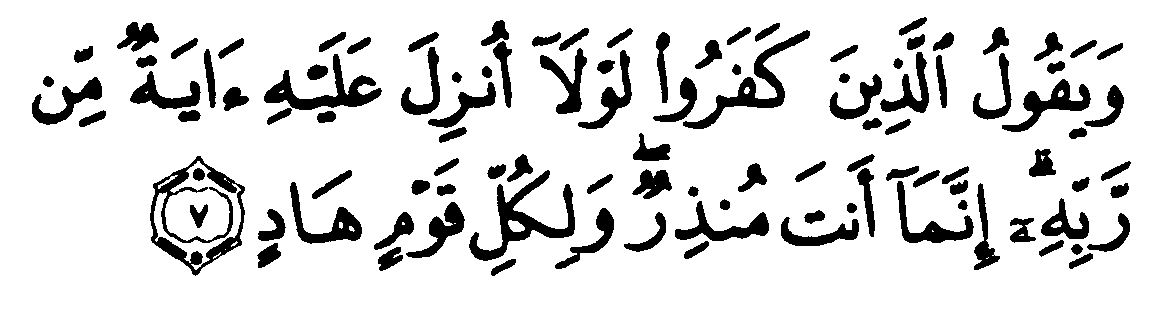 وَيَقُولُ ٱلَّذِينَ كَفَرُوا۟ لَوْلَآ أُنزِلَ عَلَيْهِ ءَايَةٌ مِّن
رَّبِّهِۦٓ ۗ إِنَّمَآ أَنتَ مُنذِرٌ ۖ وَلِكُلِّ قَوْمٍ هَادٍ ٧